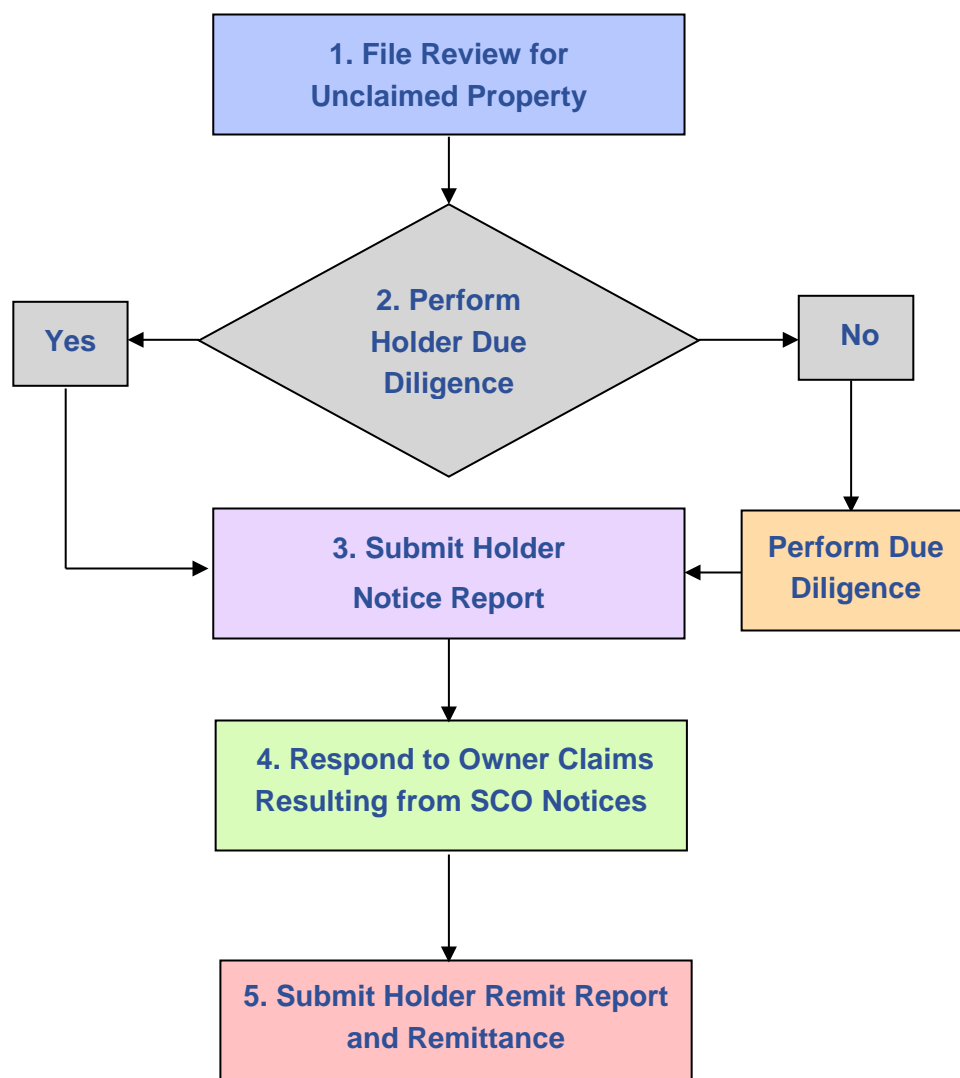 1. File Review for
Unclaimed Property
2. Perform
Holder Due
Diligence
Yes
No
3. Submit Holder
Notice Report
Perform Due
Diligence
4. Respond to Owner Claims
Resulting from SCO Notices
5. Submit Holder Remit Report
and Remittance